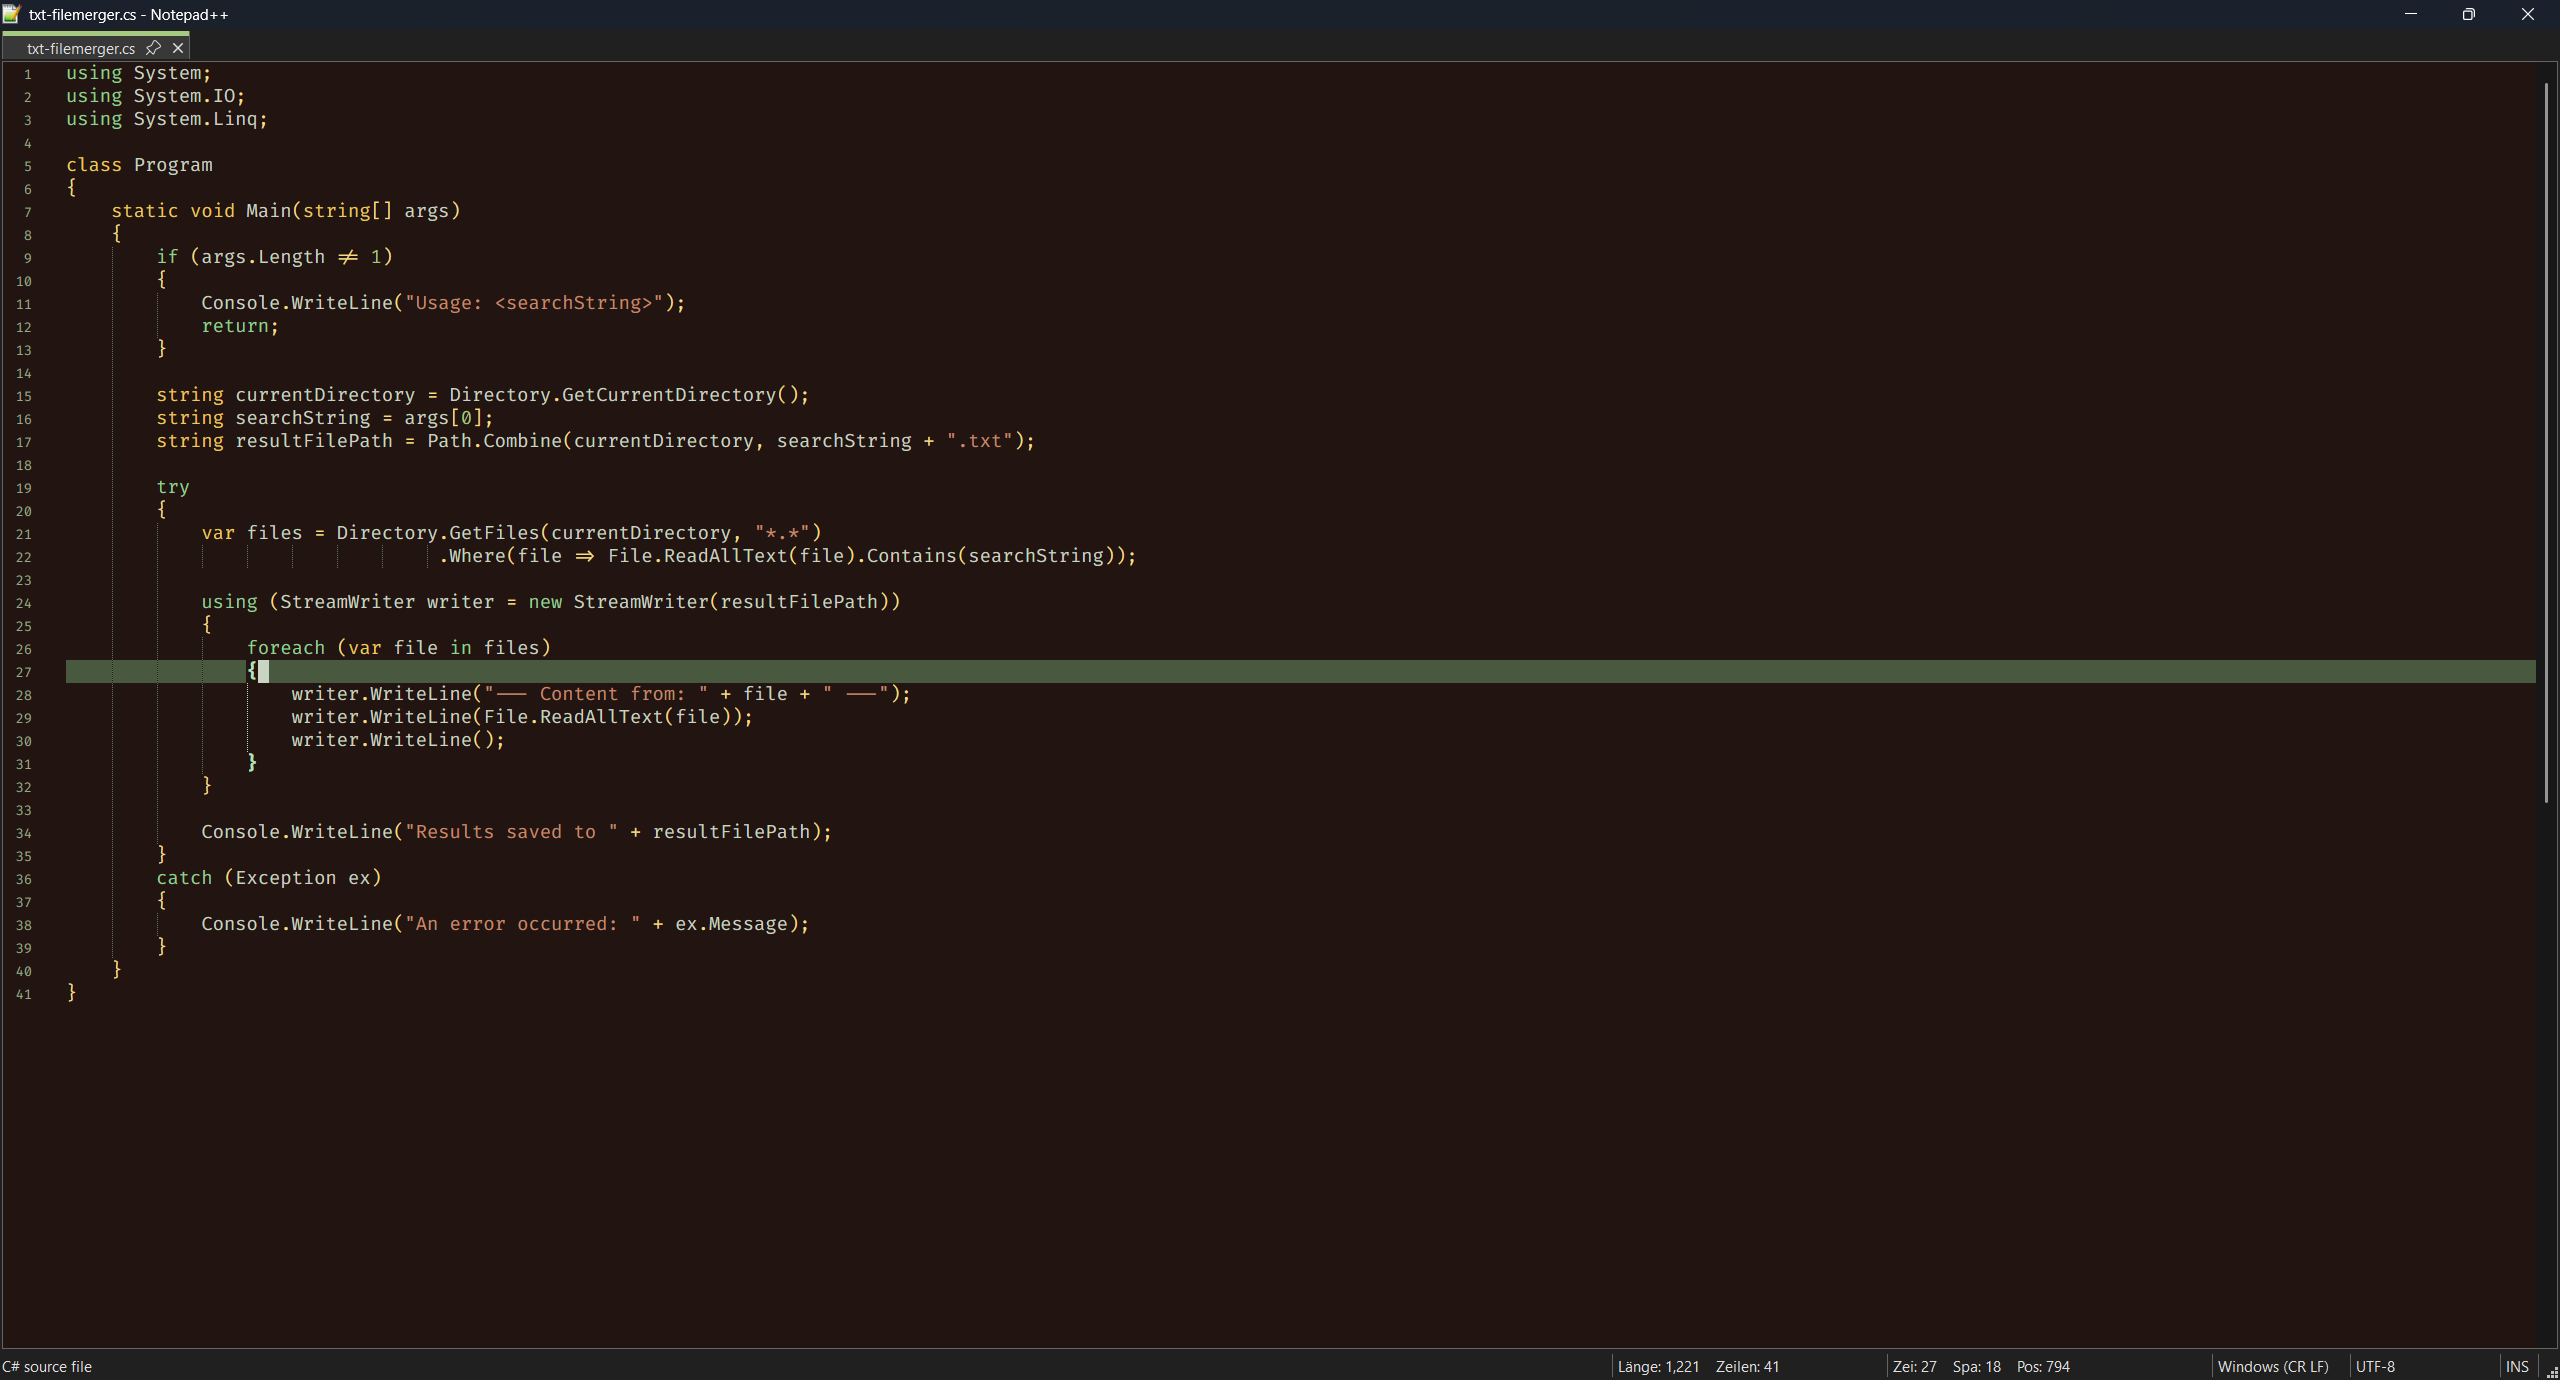 txt-filemerger.cs - Notepad++
txt-filemerger.cs
1 using System;
2 using System.IO;
3 using System.Linq;
4
5 class Program
6 {
7     static void Main(string[] args)
8     {
9         if (args.Length != 1)
10         {
11             Console.WriteLine("Usage: <searchString>");
12             return;
13         }
14
15         string currentDirectory = Directory.GetCurrentDirectory();
16         string searchString = args[0];
17         string resultFilePath = Path.Combine(currentDirectory, searchString + ".txt");
18
19         try
20         {
21             var files = Directory.GetFiles(currentDirectory, "*.*")
22                                  .Where(file => File.ReadAllText(file).Contains(searchString));
23
24             using (StreamWriter writer = new StreamWriter(resultFilePath))
25             {
26                 foreach (var file in files)
27                 {
28                     writer.WriteLine("--- Content from: " + file + " ---");
29                     writer.WriteLine(File.ReadAllText(file));
30                     writer.WriteLine();
31                 }
32             }
33
34             Console.WriteLine("Results saved to " + resultFilePath);
35         }
36         catch (Exception ex)
37         {
38             Console.WriteLine("An error occurred: " + ex.Message);
39         }
40     }
41 }
C# source file Länge: 1,221 Zeilen: 41 Zei: 27 Spa: 18 Pos: 794 Windows (CR LF) UTF-8 INS